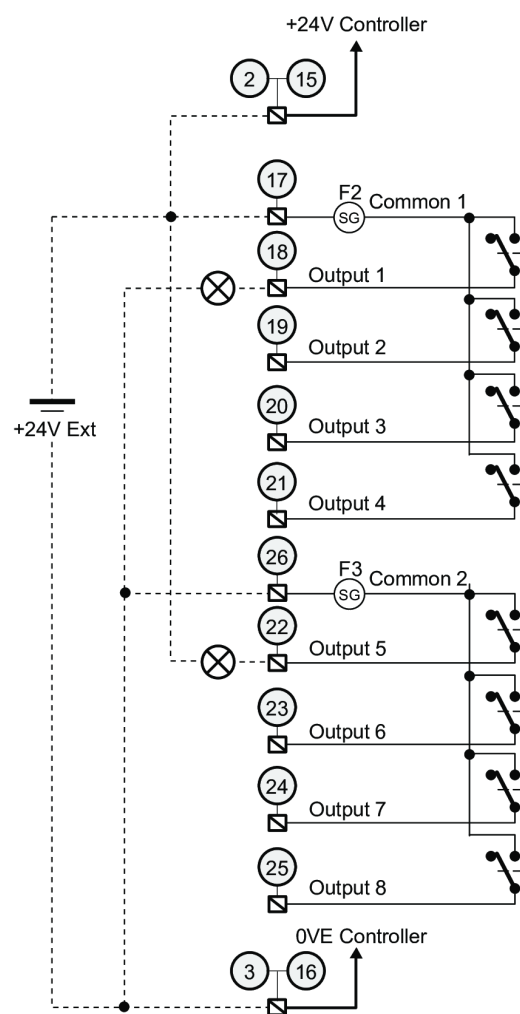 +24V Controller
2 15
17
F2
SG
Common 1
18
Output 1
19
Output 2
20
Output 3
+24V Ext
21
Output 4
26
F3
SG
Common 2
22
Output 5
23
Output 6
24
Output 7
25
Output 8
0VE Controller
3 16